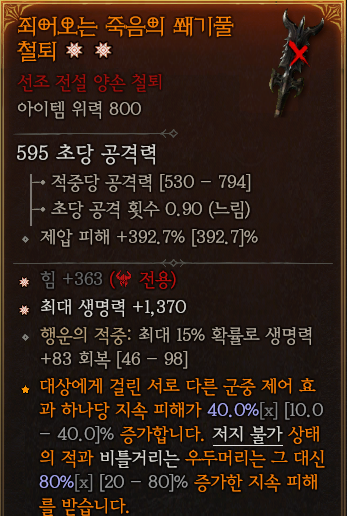 죄어오는 죽음의 쐐기풀
철퇴
선조 전설 양손 철퇴
아이템 위력 800
595 초당 공격력
적중당 공격력 [530 - 794]
초당 공격 횟수 0.90 (느림)
제압 피해 +392.7% [392.7]%
힘 +363 ( 전용)
최대 생명력 +1,370
행운의 적중: 최대 15% 확률로 생명력
+83 회복 [46 - 98]
대상에게 걸린 서로 다른 군중 제어 효
과 하나당 지속 피해가 40.0%[x] [10.0
- 40.0]% 증가합니다. 저지 불가 상태
의 적과 비틀거리는 우두머리는 그 대신
80%[x] [20 - 80]% 증가한 지속 피해
를 받습니다.